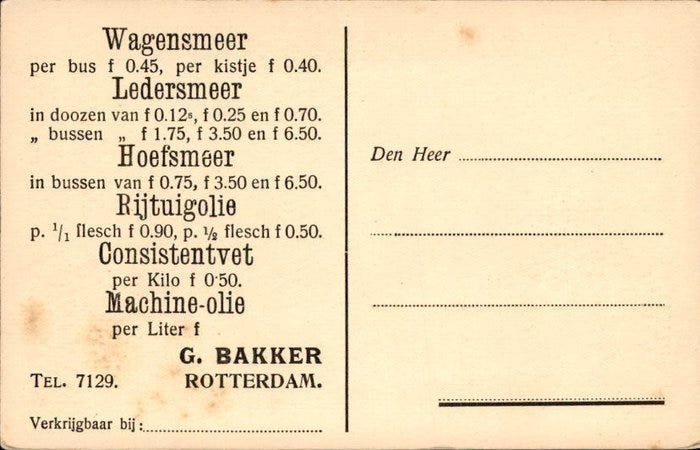 Wagensmeer
per bus f 0.45, per kistje f 0.40.
Ledersmeer
in doozen van f 0.12⁵, f 0.25 en f 0.70.
„ bussen „ f 1.75, f 3.50 en f 6.50.
Hoefsmeer
in bussen van f 0.75, f 3.50 en f 6.50.
Rijtuigolie
p. 1/1 flesch f 0.90, p. ½ flesch f 0.50.
Consistentvet
per Kilo f 0.50.
Machine-olie
per Liter f
G. BAKKER
TEL. 7129. ROTTERDAM.
Verkrijgbaar bij:
Den Heer